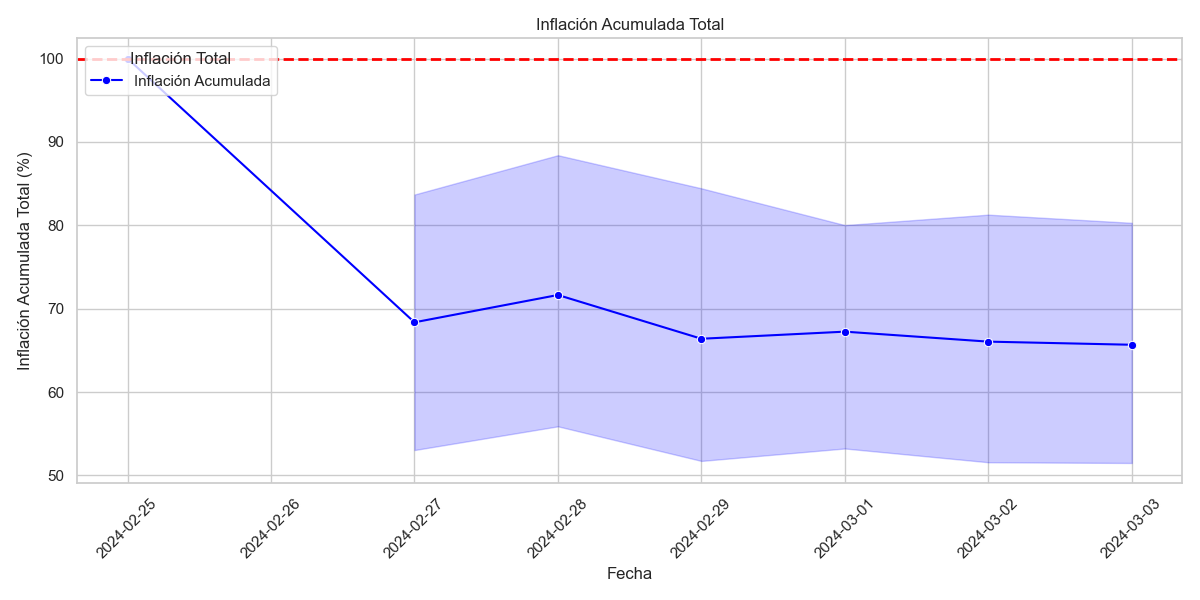 Inflación Acumulada Total
Inflación Total
Inflación Acumulada
Inflación Acumulada Total (%)
100
90
80
70
60
50
2024-02-25
2024-02-26
2024-02-27
2024-02-28
2024-02-29
2024-03-01
2024-03-02
2024-03-03
Fecha